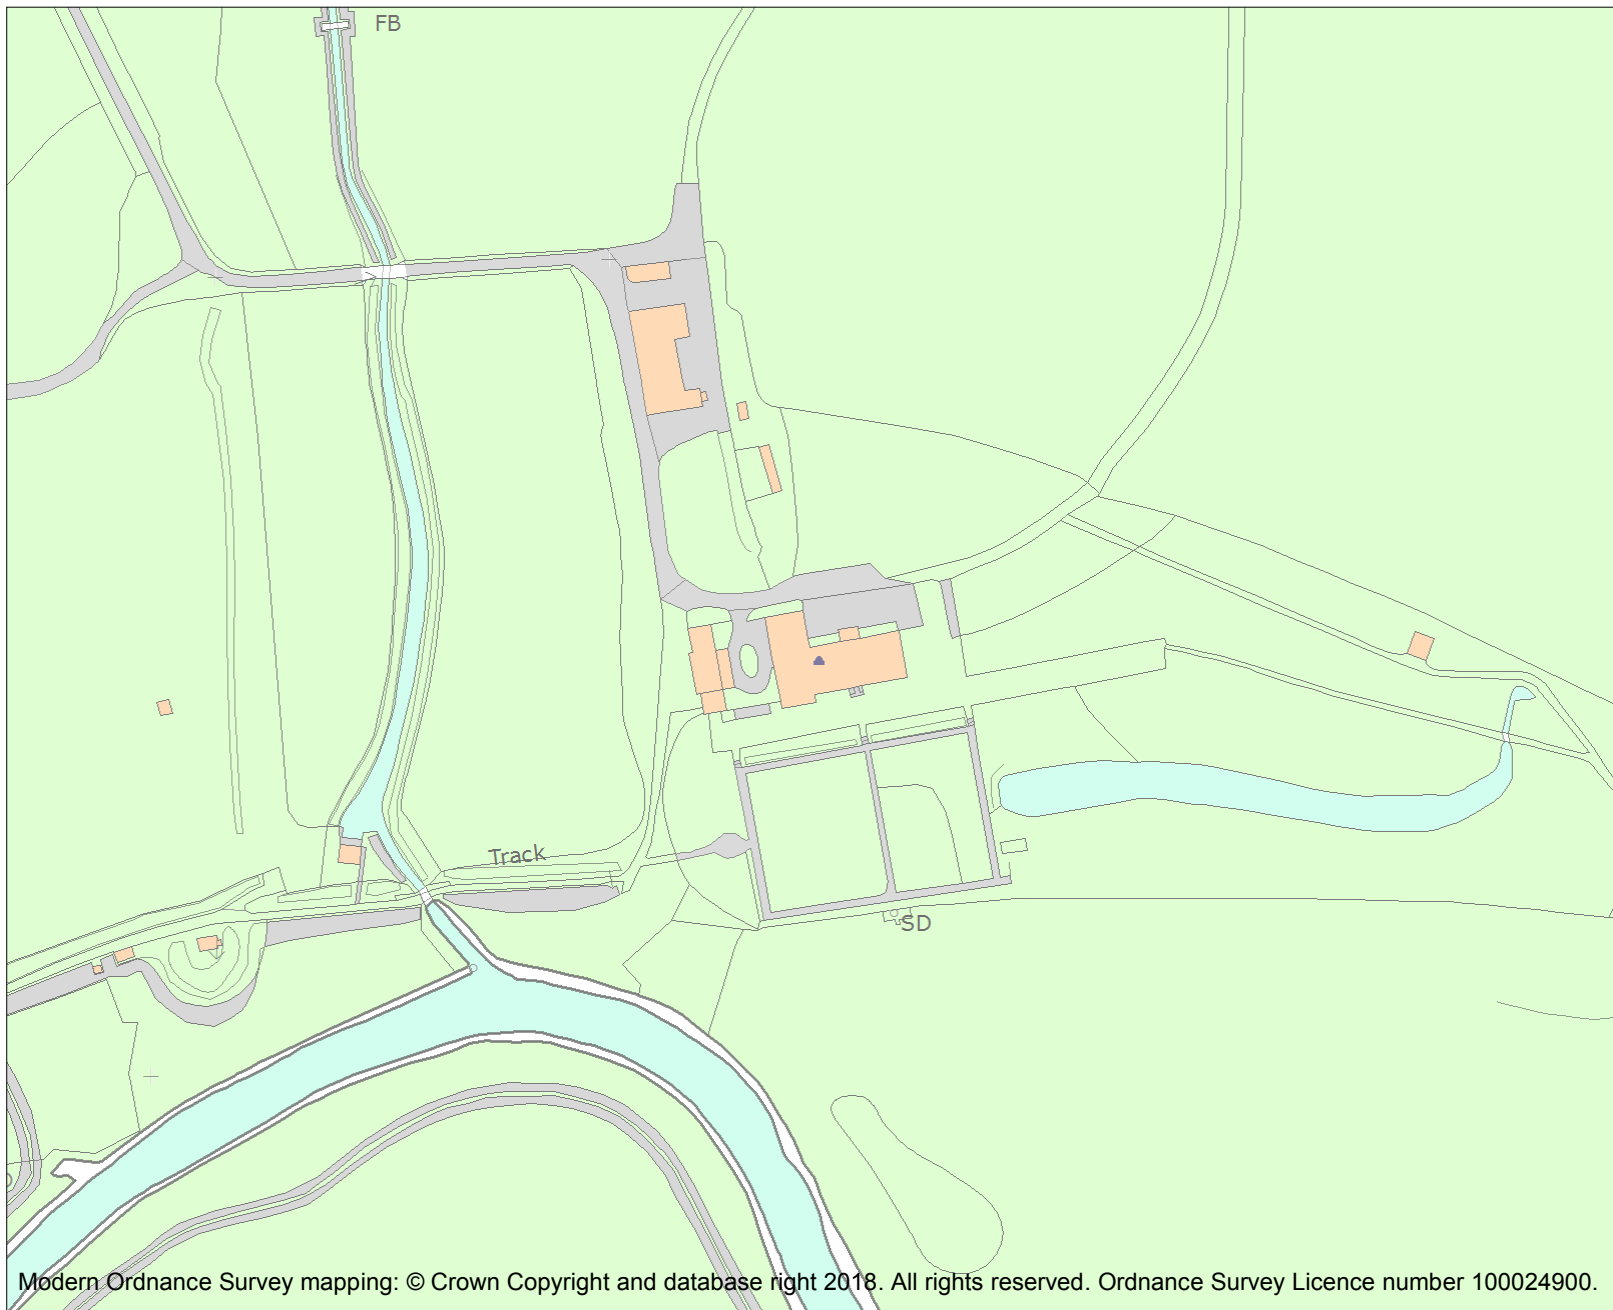 FB
Track
SD
Modern Ordnance Survey mapping: © Crown Copyright and database right 2018. All rights reserved. Ordnance Survey Licence number 100024900.